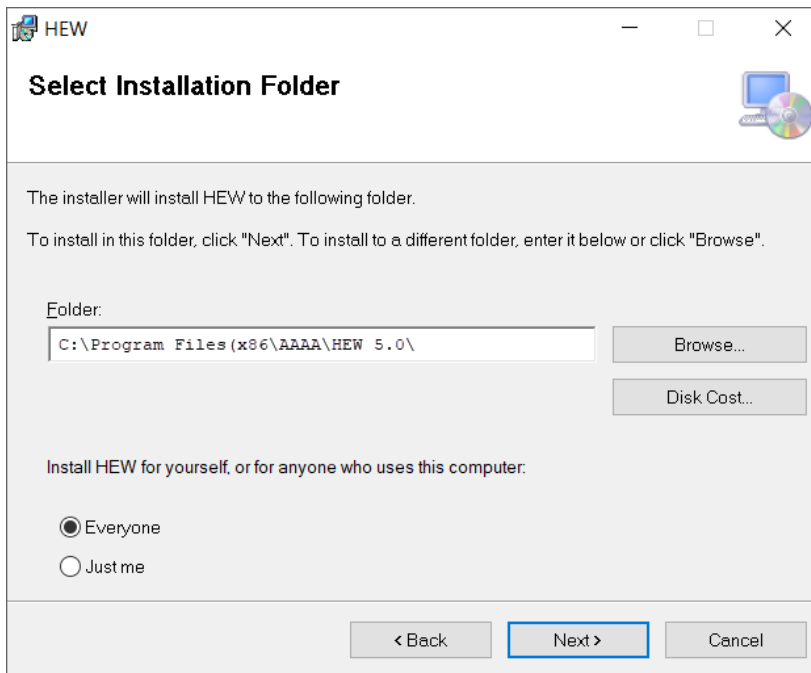 HEW
Select Installation Folder
The installer will install HEW to the following folder.
To install in this folder, click "Next". To install to a different folder, enter it below or click "Browse".
Folder:
C:\Program Files(x86\AAAA\HEW 5.0\
Browse...
Disk Cost...
Install HEW for yourself, or for anyone who uses this computer:
Everyone
Just me
< Back
Next >
Cancel